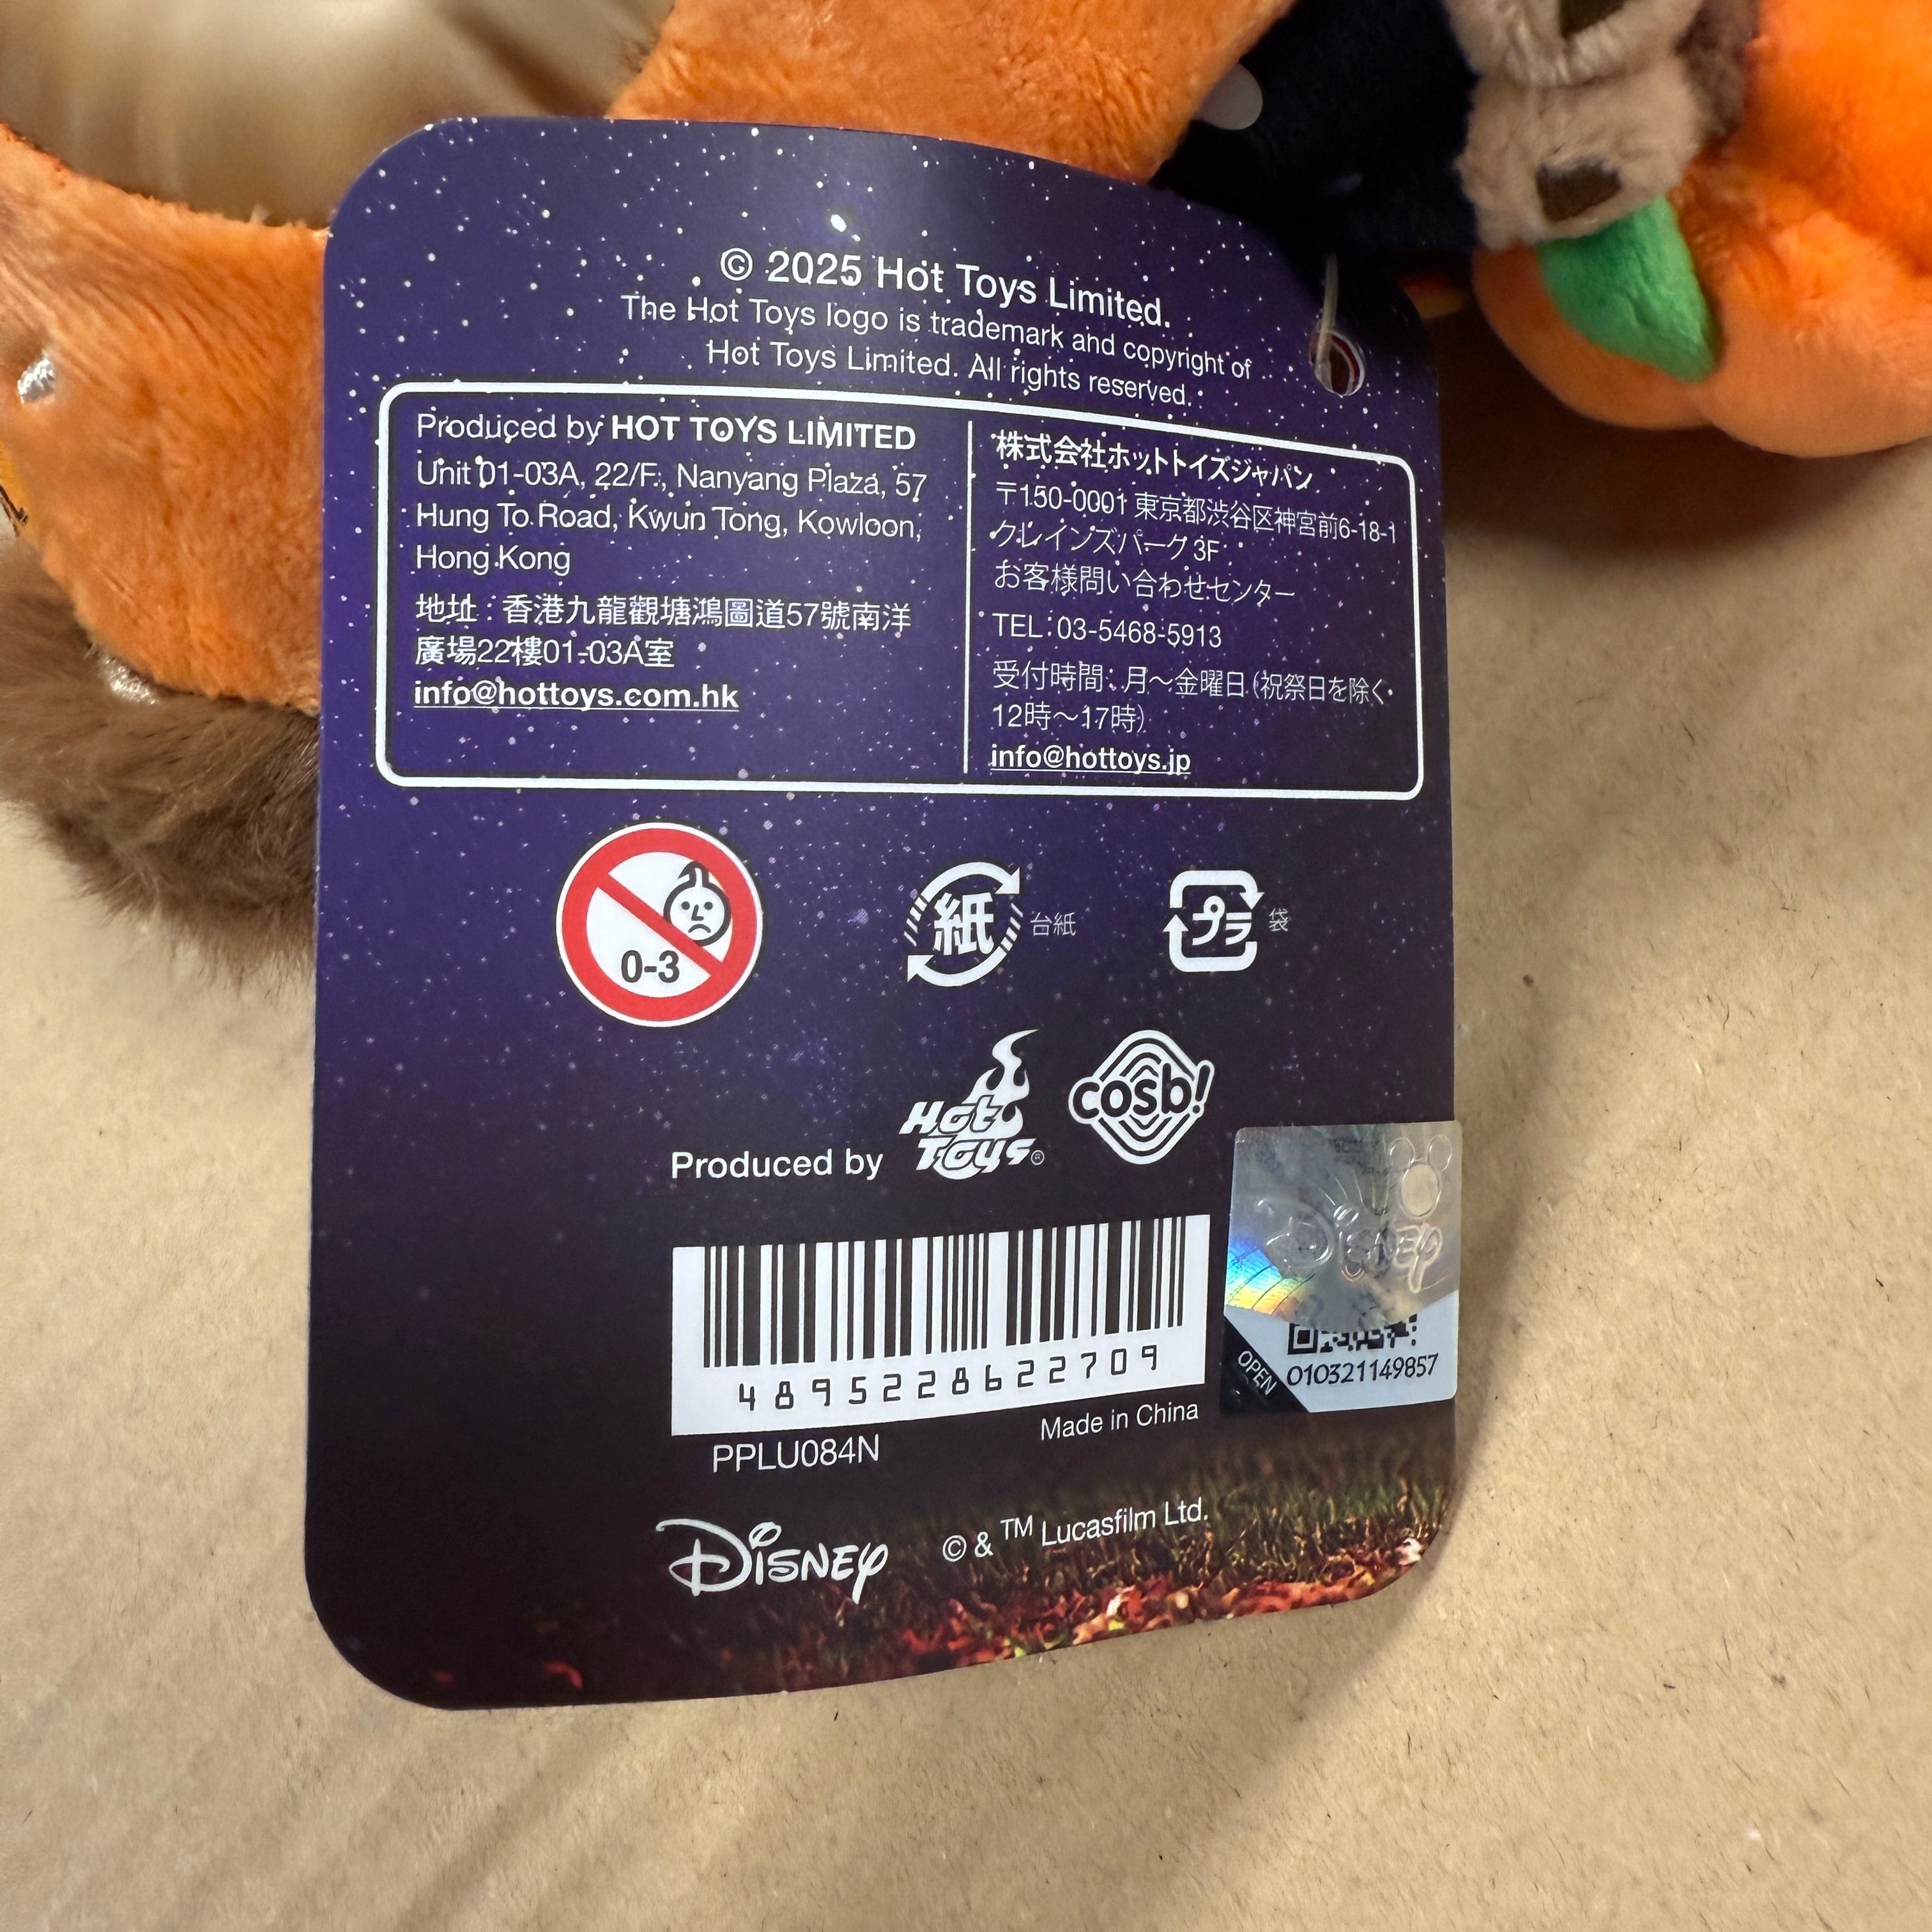 © 2025 Hot Toys Limited.
The Hot Toys logo is trademark and copyright of
Hot Toys Limited. All rights reserved.
Produced by HOT TOYS LIMITED
Unit 01-03A, 22/F., Nanyang Plaza, 57
Hung To Road, Kwun Tong, Kowloon,
Hong Kong
地址：香港九龍觀塘鴻圖道57號南洋
廣場22樓01-03A室
info@hottoys.com.hk
株式会社ホットトイズジャパン
〒150-0001 東京都渋谷区神宮前6-18-1
クレインズパーク3F
お客様問い合わせセンター
TEL：03-5468-5913
受付時間：月～金曜日（祝祭日を除く・
12時～17時）
info@hottoys.jp
0-3
紙 台紙
プラ 袋
Produced by Hot Toys® cosb!
4895228622709
PPLU084N
Made in China
Disney
OPEN
010321149857
Disney © & TM Lucasfilm Ltd.